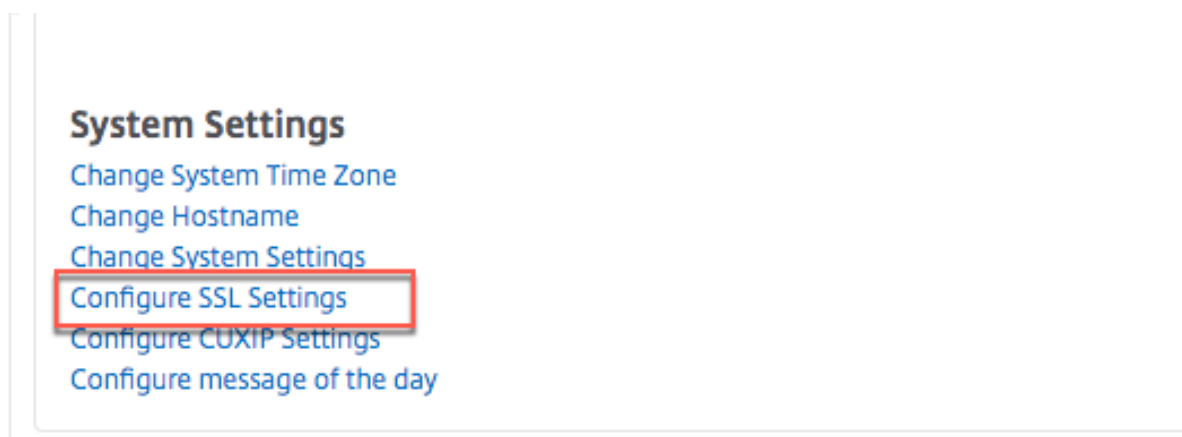 System Settings
Change System Time Zone
Change Hostname
Change System Settings
Configure SSL Settings
Configure CUXIP Settings
Configure message of the day